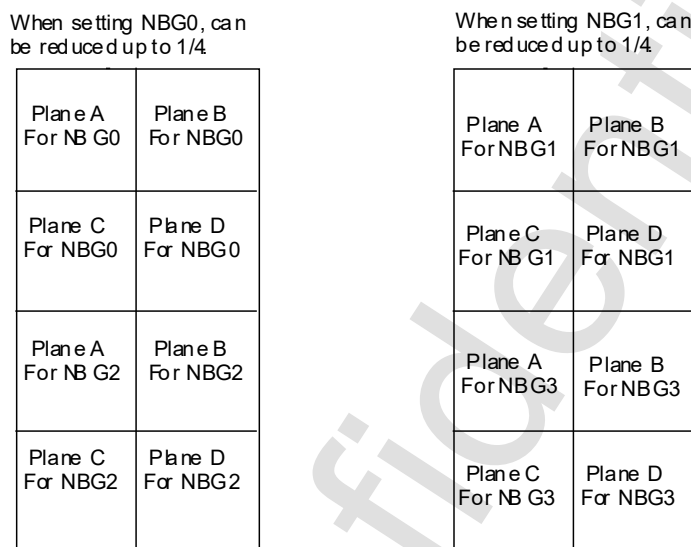 When setting NBG0, can
be reduced up to 1/4
Plane A
For NBG0
Plane B
For NBG0
Plane C
For NBG0
Plane D
For NBG0
Plane A
For NBG2
Plane B
For NBG2
Plane C
For NBG2
Plane D
For NBG2
When setting NBG1, can
be reduced up to 1/4
Plane A
For NBG1
Plane B
For NBG1
Plane C
For NBG1
Plane D
For NBG1
Plane A
For NBG3
Plane B
For NBG3
Plane C
For NBG3
Plane D
For NBG3
fidenti